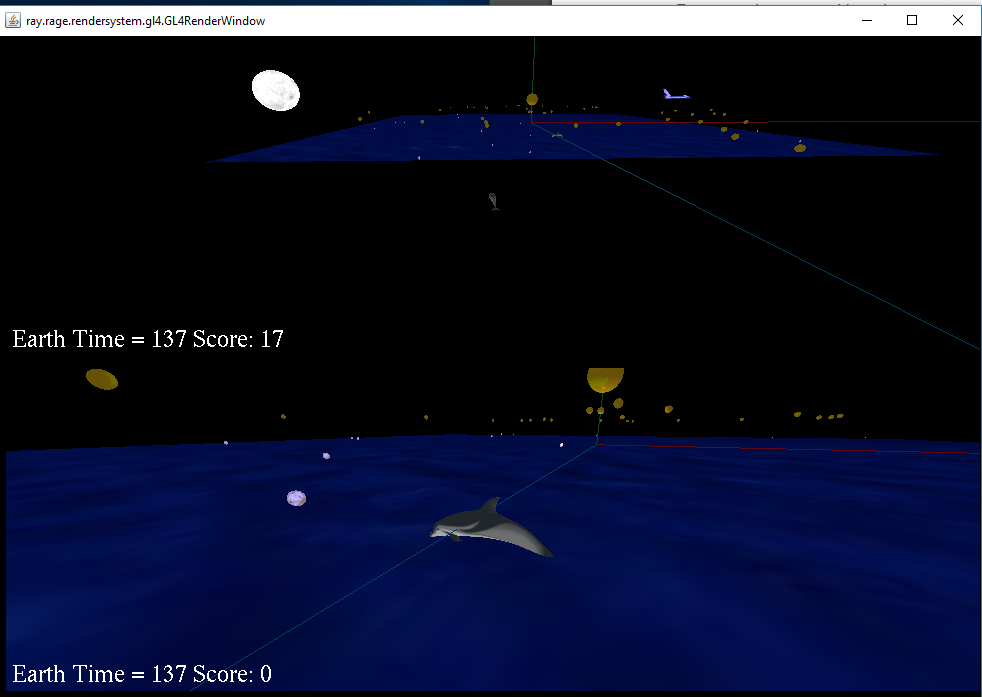 ray.rage.rendersystem.gl4.GL4RenderWindow
Earth Time = 137 Score: 17
Earth Time = 137 Score: 0